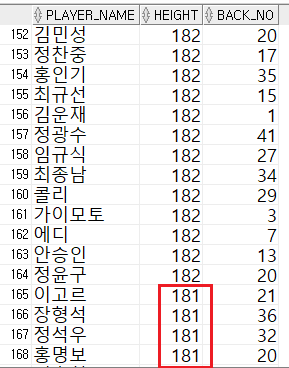 PLAYER_NAME HEIGHT BACK_NO
152 김민성 182 20
153 정찬중 182 17
154 홍인기 182 35
155 최규선 182 15
156 김운재 182 1
157 정광수 182 41
158 임규식 182 27
159 최종남 182 34
160 콜리 182 29
161 가이모토 182 3
162 에디 182 7
163 안승인 182 13
164 정윤구 182 20
165 이고르 181 21
166 장형석 181 36
167 정석우 181 32
168 홍명보 181 20